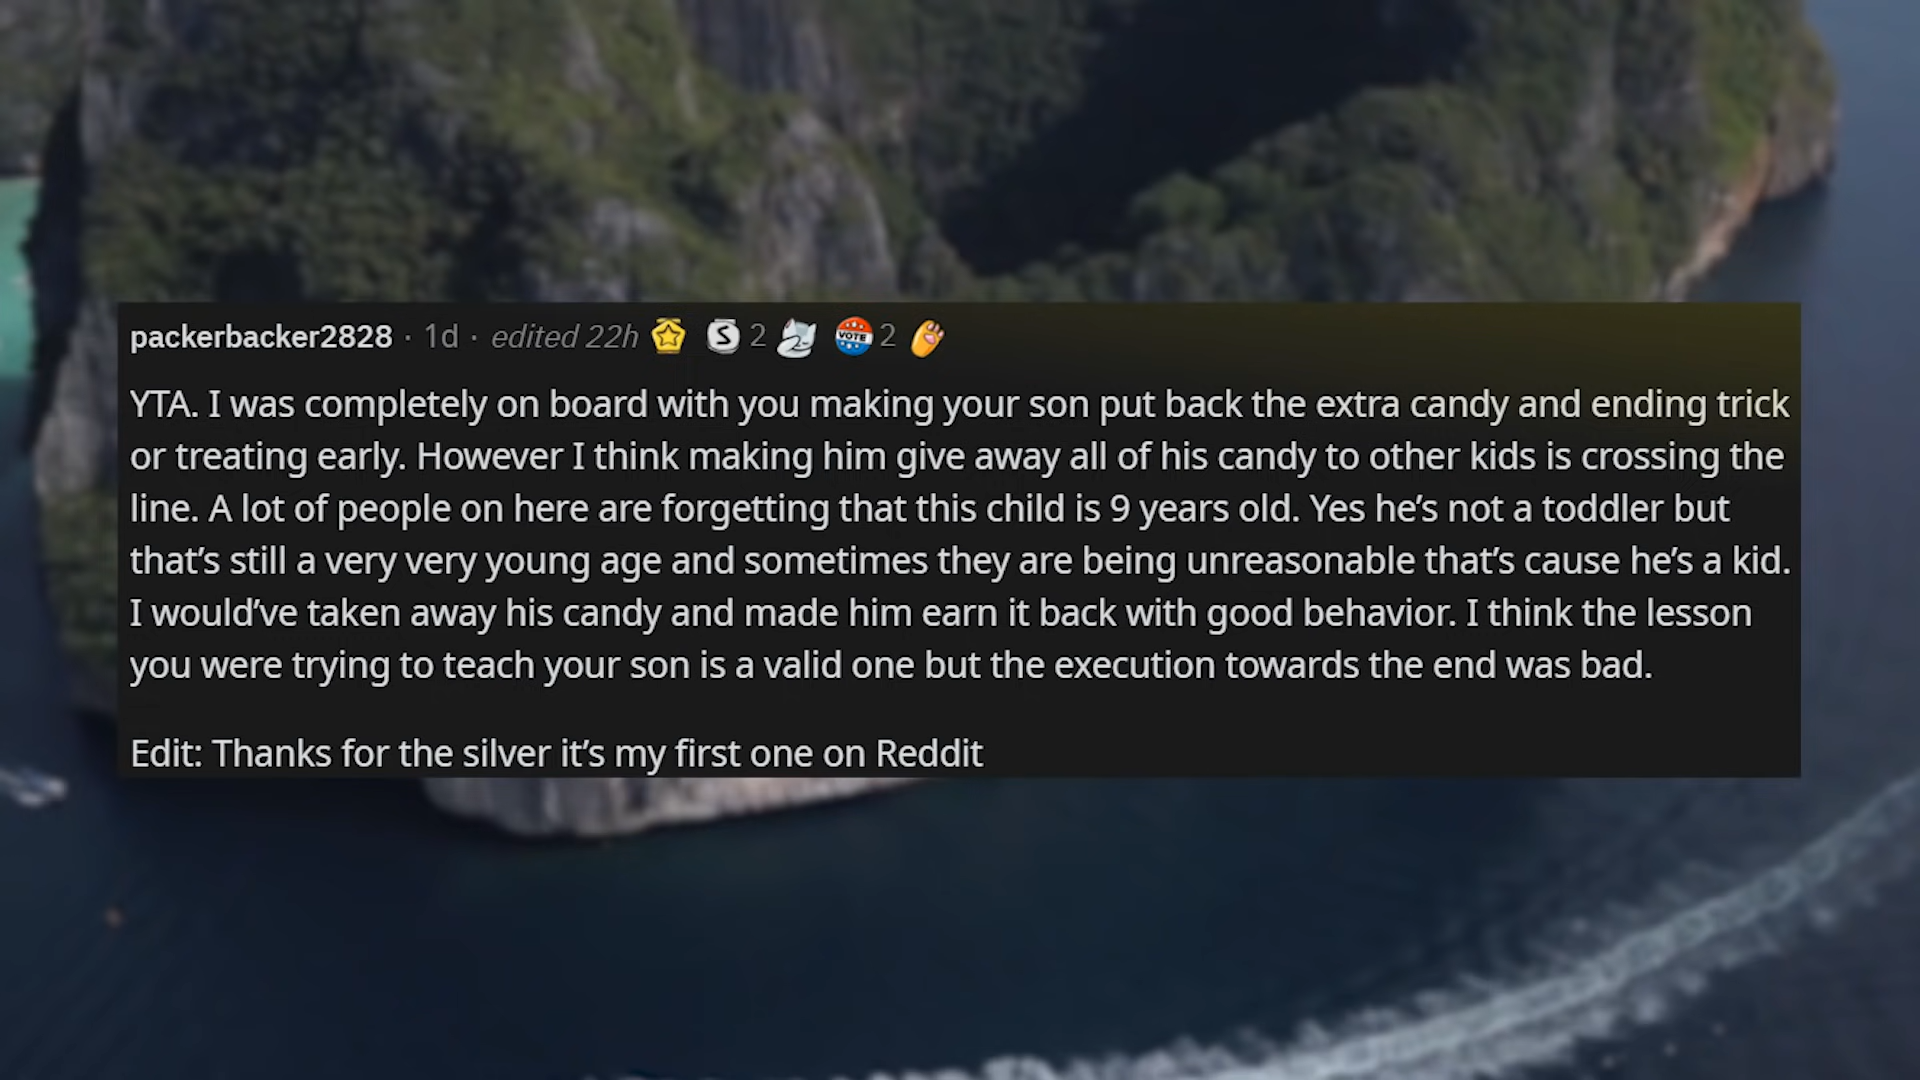 packerbacker2828 · 1d · edited 22h S 2 VOTE 2
YTA. I was completely on board with you making your son put back the extra candy and ending trick
or treating early. However I think making him give away all of his candy to other kids is crossing the
line. A lot of people on here are forgetting that this child is 9 years old. Yes he’s not a toddler but
that’s still a very very young age and sometimes they are being unreasonable that’s cause he’s a kid.
I would’ve taken away his candy and made him earn it back with good behavior. I think the lesson
you were trying to teach your son is a valid one but the execution towards the end was bad.
Edit: Thanks for the silver it’s my first one on Reddit